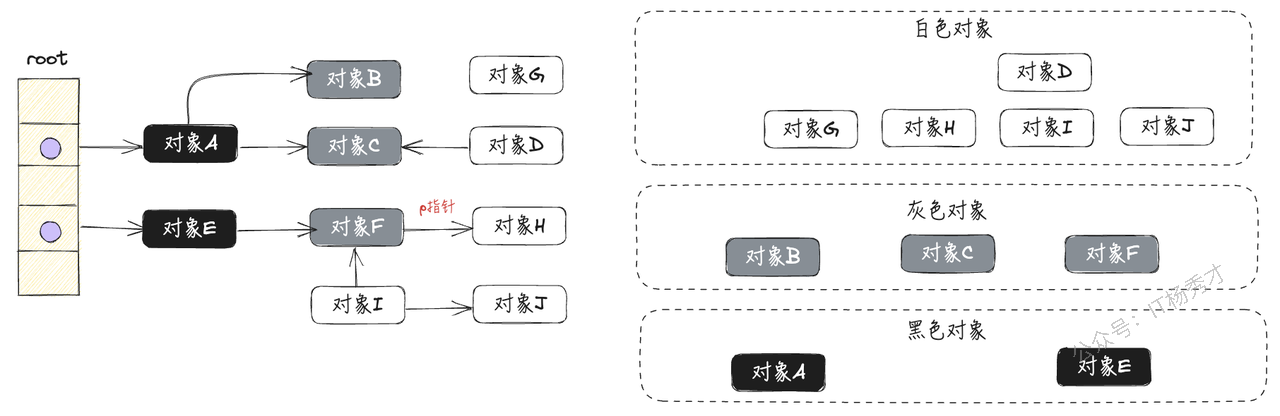 root
对象B
对象G
对象A
对象C
对象D
对象E
对象F
p指针
对象H
对象I
对象J
白色对象
对象D
对象G
对象H
对象I
对象J
灰色对象
对象B
对象C
对象F
黑色对象
对象A
对象E
公众号：IT杨秀才